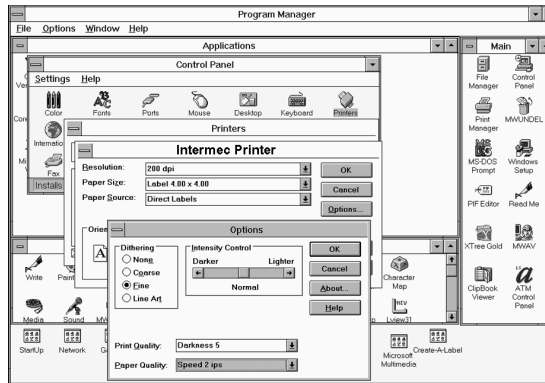 Program Manager
File Options Window Help
Applications
Main
Control Panel
Settings Help
Color
Fonts
Ports
Mouse
Desktop
Keyboard
Printers
File Manager
Control Panel
Printers
Print Manager
MWUNDEL
Fax
Installs
Intermec Printer
Resolution: 200 dpi
OK
Paper Size: Label 4.00 x 4.00
Cancel
Paper Source: Direct Labels
Options...
MS-DOS Prompt
Windows Setup
PIF Editor
Read Me
Options
Dithering
None
Coarse
Fine
Line Art
Intensity Control
Darker Lighter
Normal
OK
Cancel
About...
Help
Print Quality: Darkness 5
Paper Quality: Speed 2 ips
XTree Gold
MWAV
Write
Character Map
ClipBook Viewer
ATM Control Panel
Media
Sound
Lview31
StartUp
Network
Microsoft Multimedia
Create-A-Label